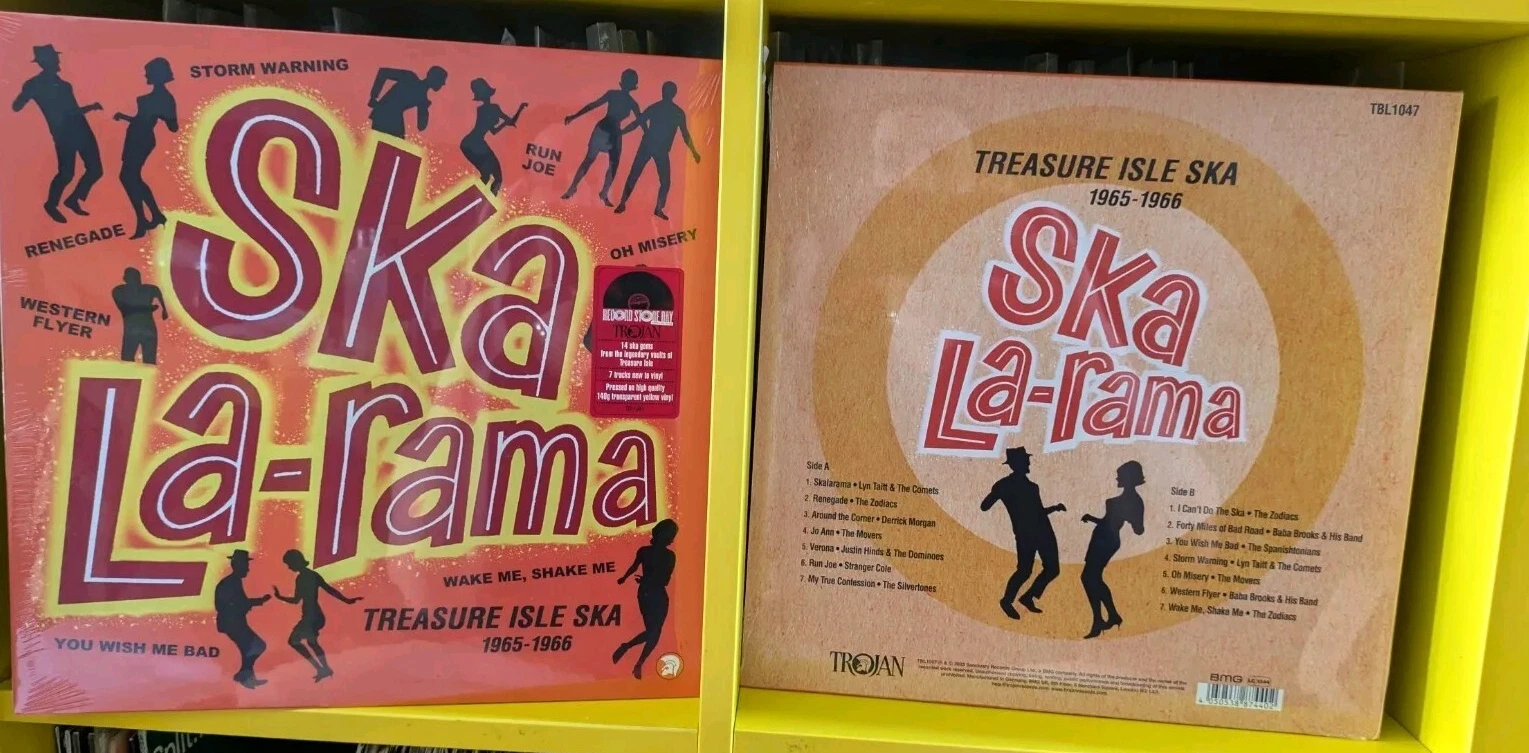 STORM WARNING
SKa
La-rama
RUN
JOE
RENEGADE
OH MISERY
WESTERN
FLYER
RECORD STORE DAY
TROJAN
14 ska gems
from the legendary vaults of
Treasure Isle
7 tracks new to vinyl
Pressed on high quality
140g transparent yellow vinyl
WAKE ME, SHAKE ME
TREASURE ISLE SKA
1965-1966
YOU WISH ME BAD
TBL1047
TREASURE ISLE SKA
1965-1966
SKa
La-rama
Side A
1. Skalarama • Lyn Taitt & The Comets
2. Renegade • The Zodiacs
3. Around the Corner • Derrick Morgan
4. Jo Ann • The Movers
5. Verona • Justin Hinds & The Dominoes
6. Run Joe • Stranger Cole
7. My True Confession • The Silvertones
Side B
1. I Can't Do The Ska • The Zodiacs
2. Forty Miles of Bad Road • Baba Brooks & His Band
3. You Wish Me Bad • The Spanishtonians
4. Storm Warning • Lyn Taitt & The Comets
5. Oh Misery • The Movers
6. Western Flyer • Baba Brooks & His Band
7. Wake Me, Shake Me • The Zodiacs
TROJAN
BMG